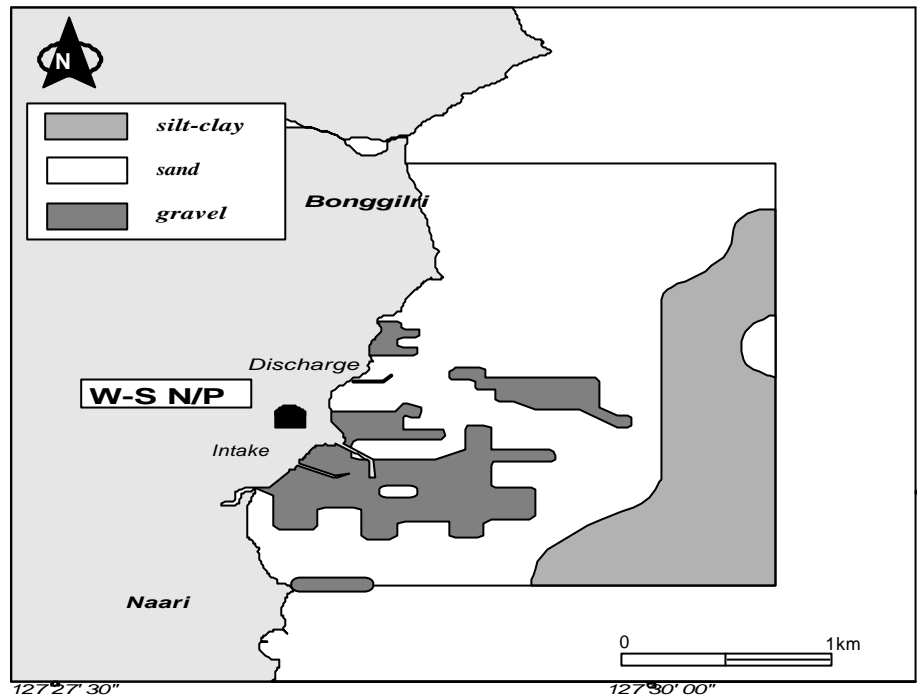 N
silt-clay
sand
gravel
Bonggilri
Discharge
W-S N/P
Intake
Naari
0 1km
127°27'30" 127°30'00"